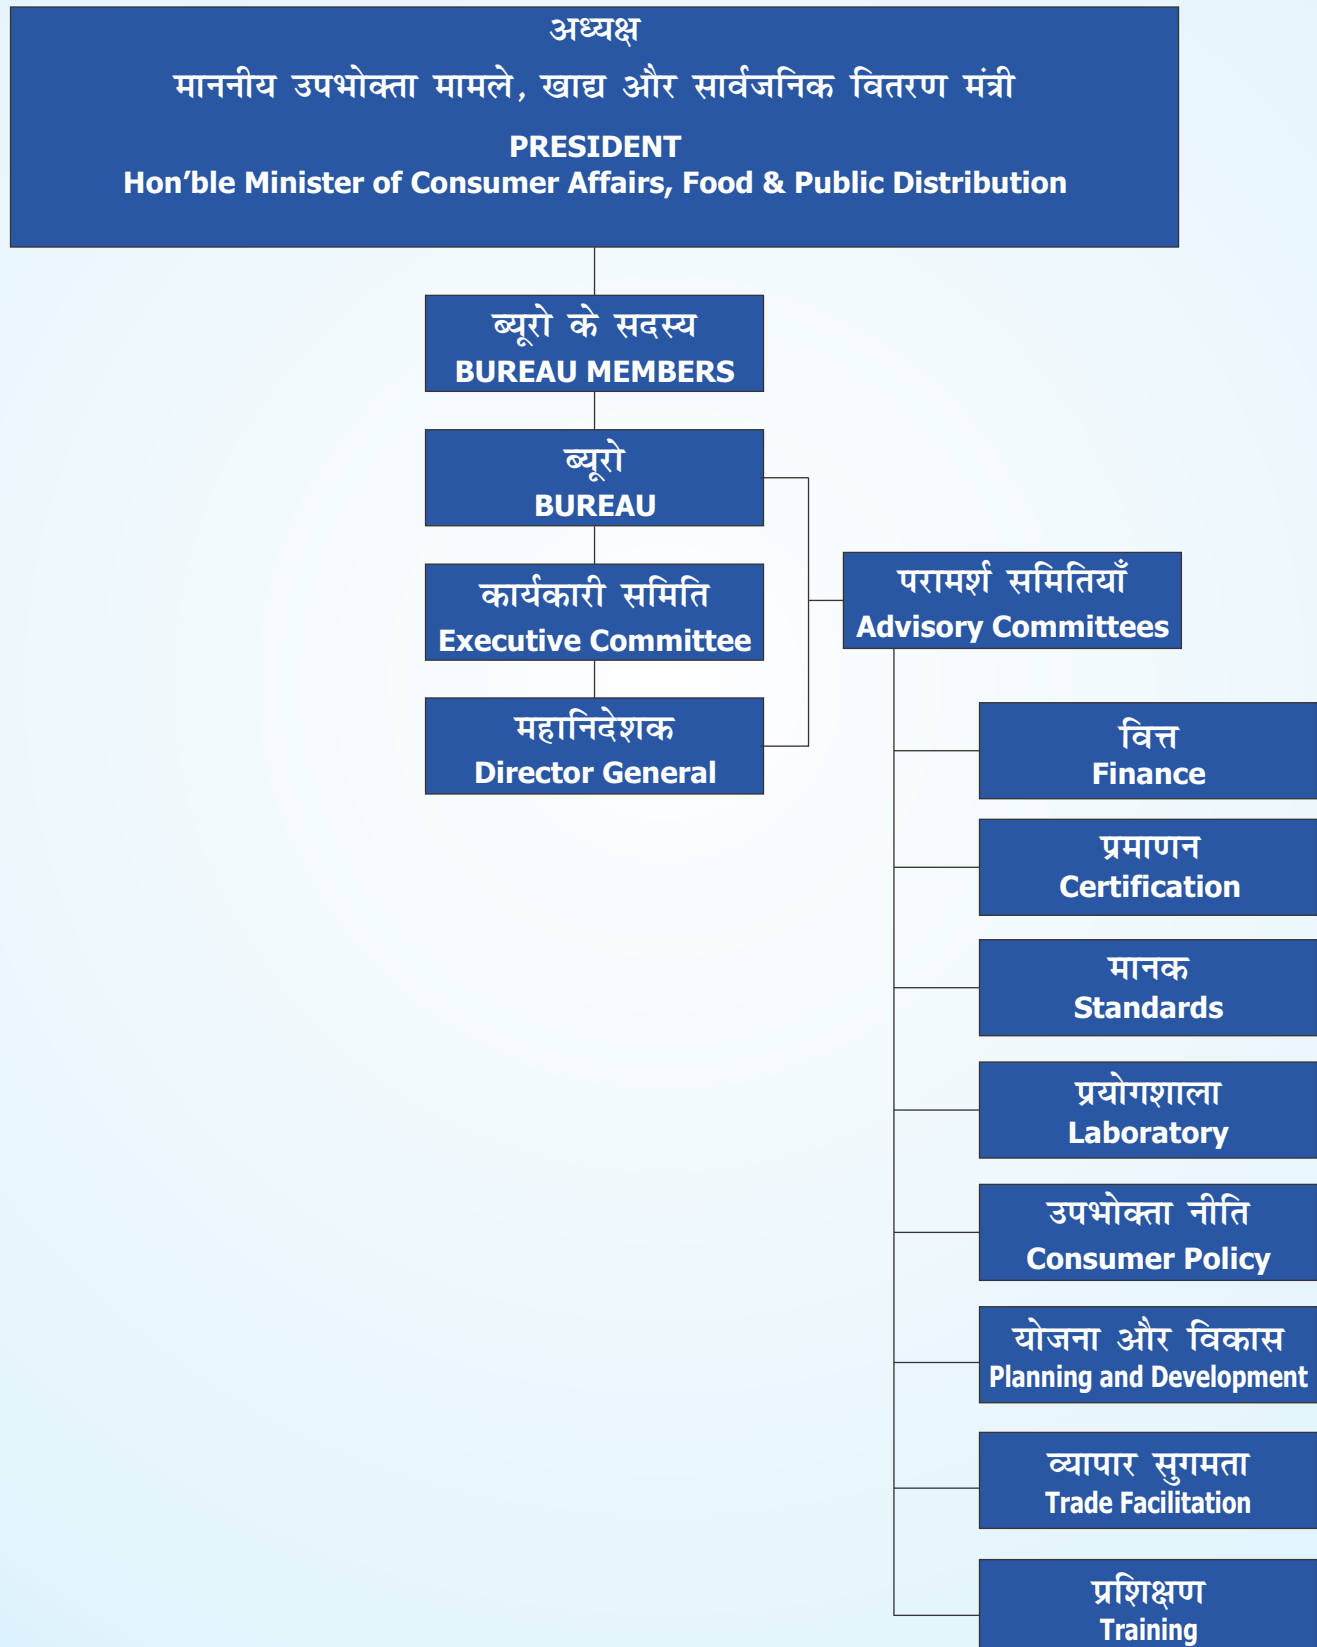 अध्यक्ष
माननीय उपभोक्ता मामले, खाद्य और सार्वजनिक वितरण मंत्री
PRESIDENT
Hon’ble Minister of Consumer Affairs, Food & Public Distribution
ब्यूरो के सदस्य
BUREAU MEMBERS
ब्यूरो
BUREAU
कार्यकारी समिति
Executive Committee
महानिदेशक
Director General
परामर्श समितियाँ
Advisory Committees
वित्त
Finance
प्रमाणन
Certification
मानक
Standards
प्रयोगशाला
Laboratory
उपभोक्ता नीति
Consumer Policy
योजना और विकास
Planning and Development
व्यापार सुगमता
Trade Facilitation
प्रशिक्षण
Training